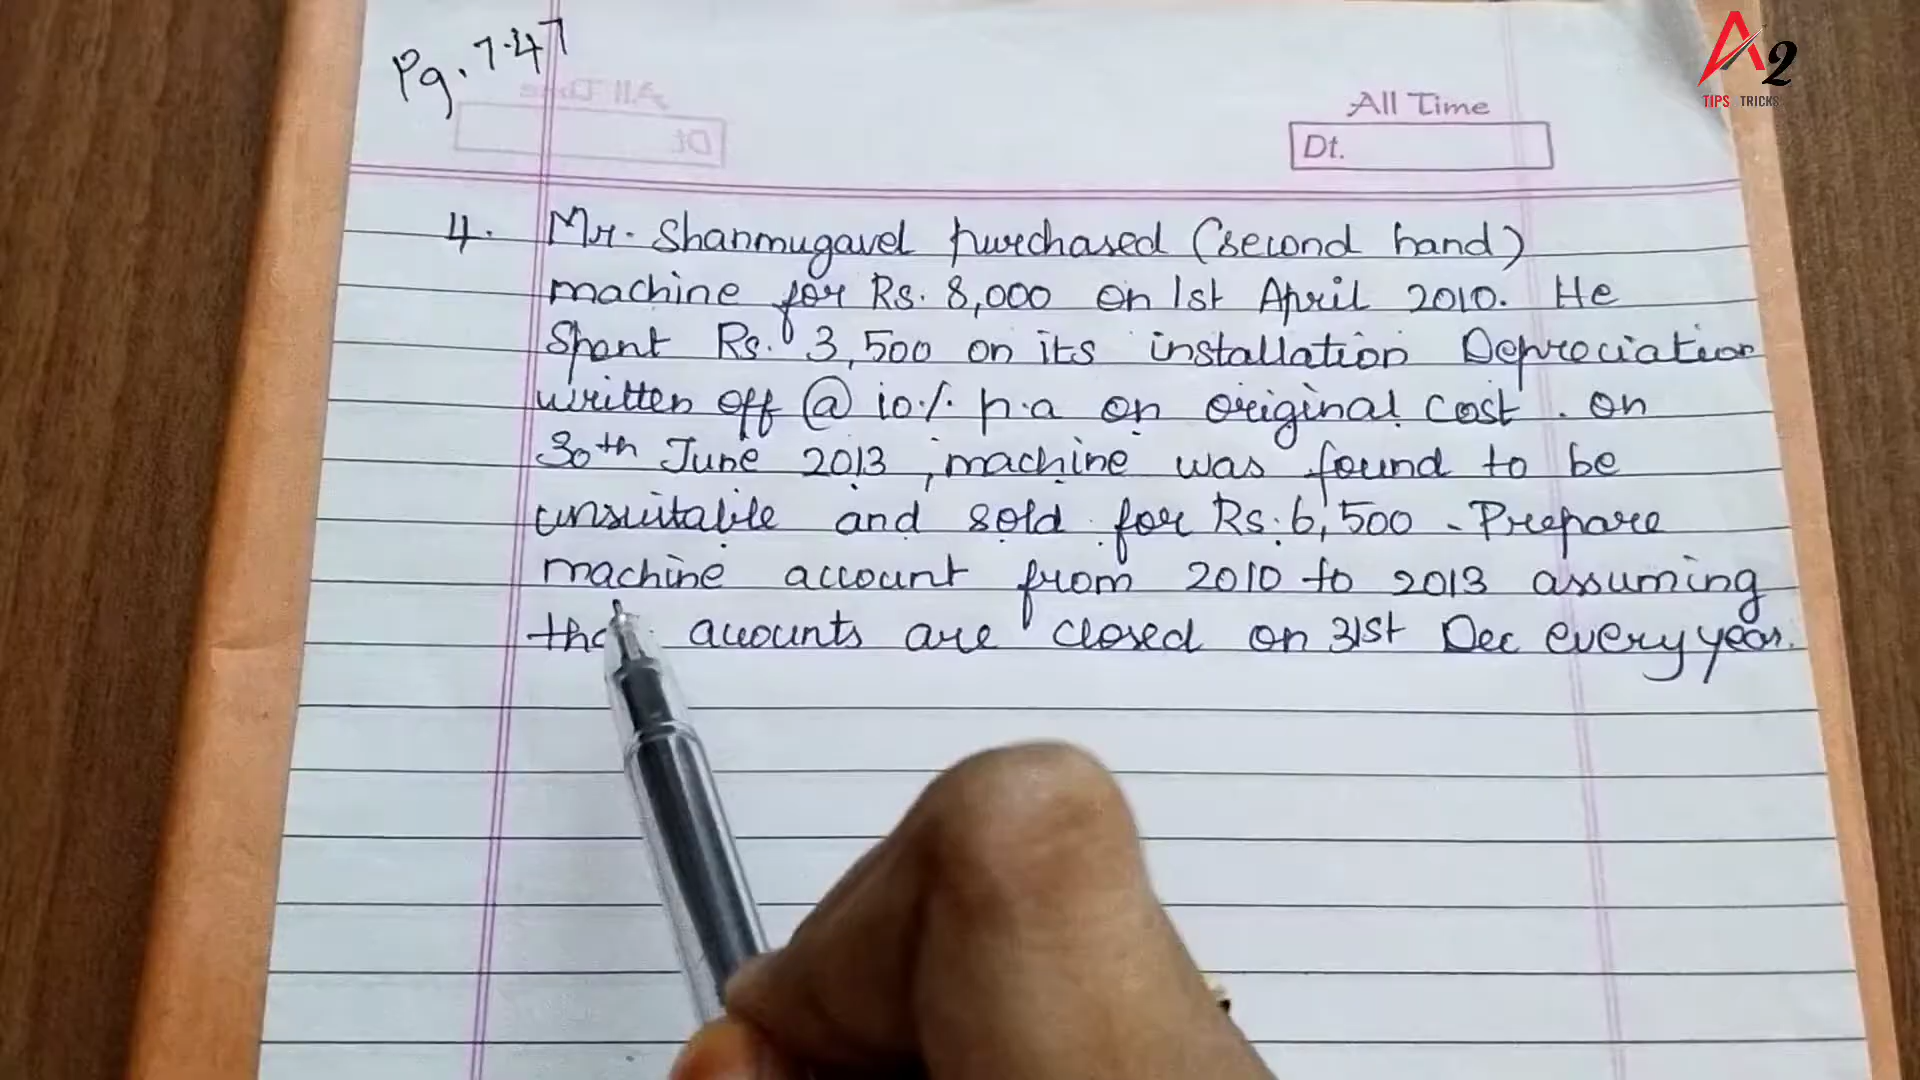 Pg. 7.47
A2
TIPS TRICKS
All Time
Dt.
4. Mr. Shanmugavel purchased (second hand)
machine for Rs. 8,000 on 1st April 2010. He
Spent Rs. 3,500 on its installation Depreciation
written off @ 10% p.a on original cost. on
30th June 2013, machine was found to be
unsuitable and sold for Rs. 6,500 - Prepare
machine account from 2010 to 2013 assuming
accounts are closed on 31st Dec every year.